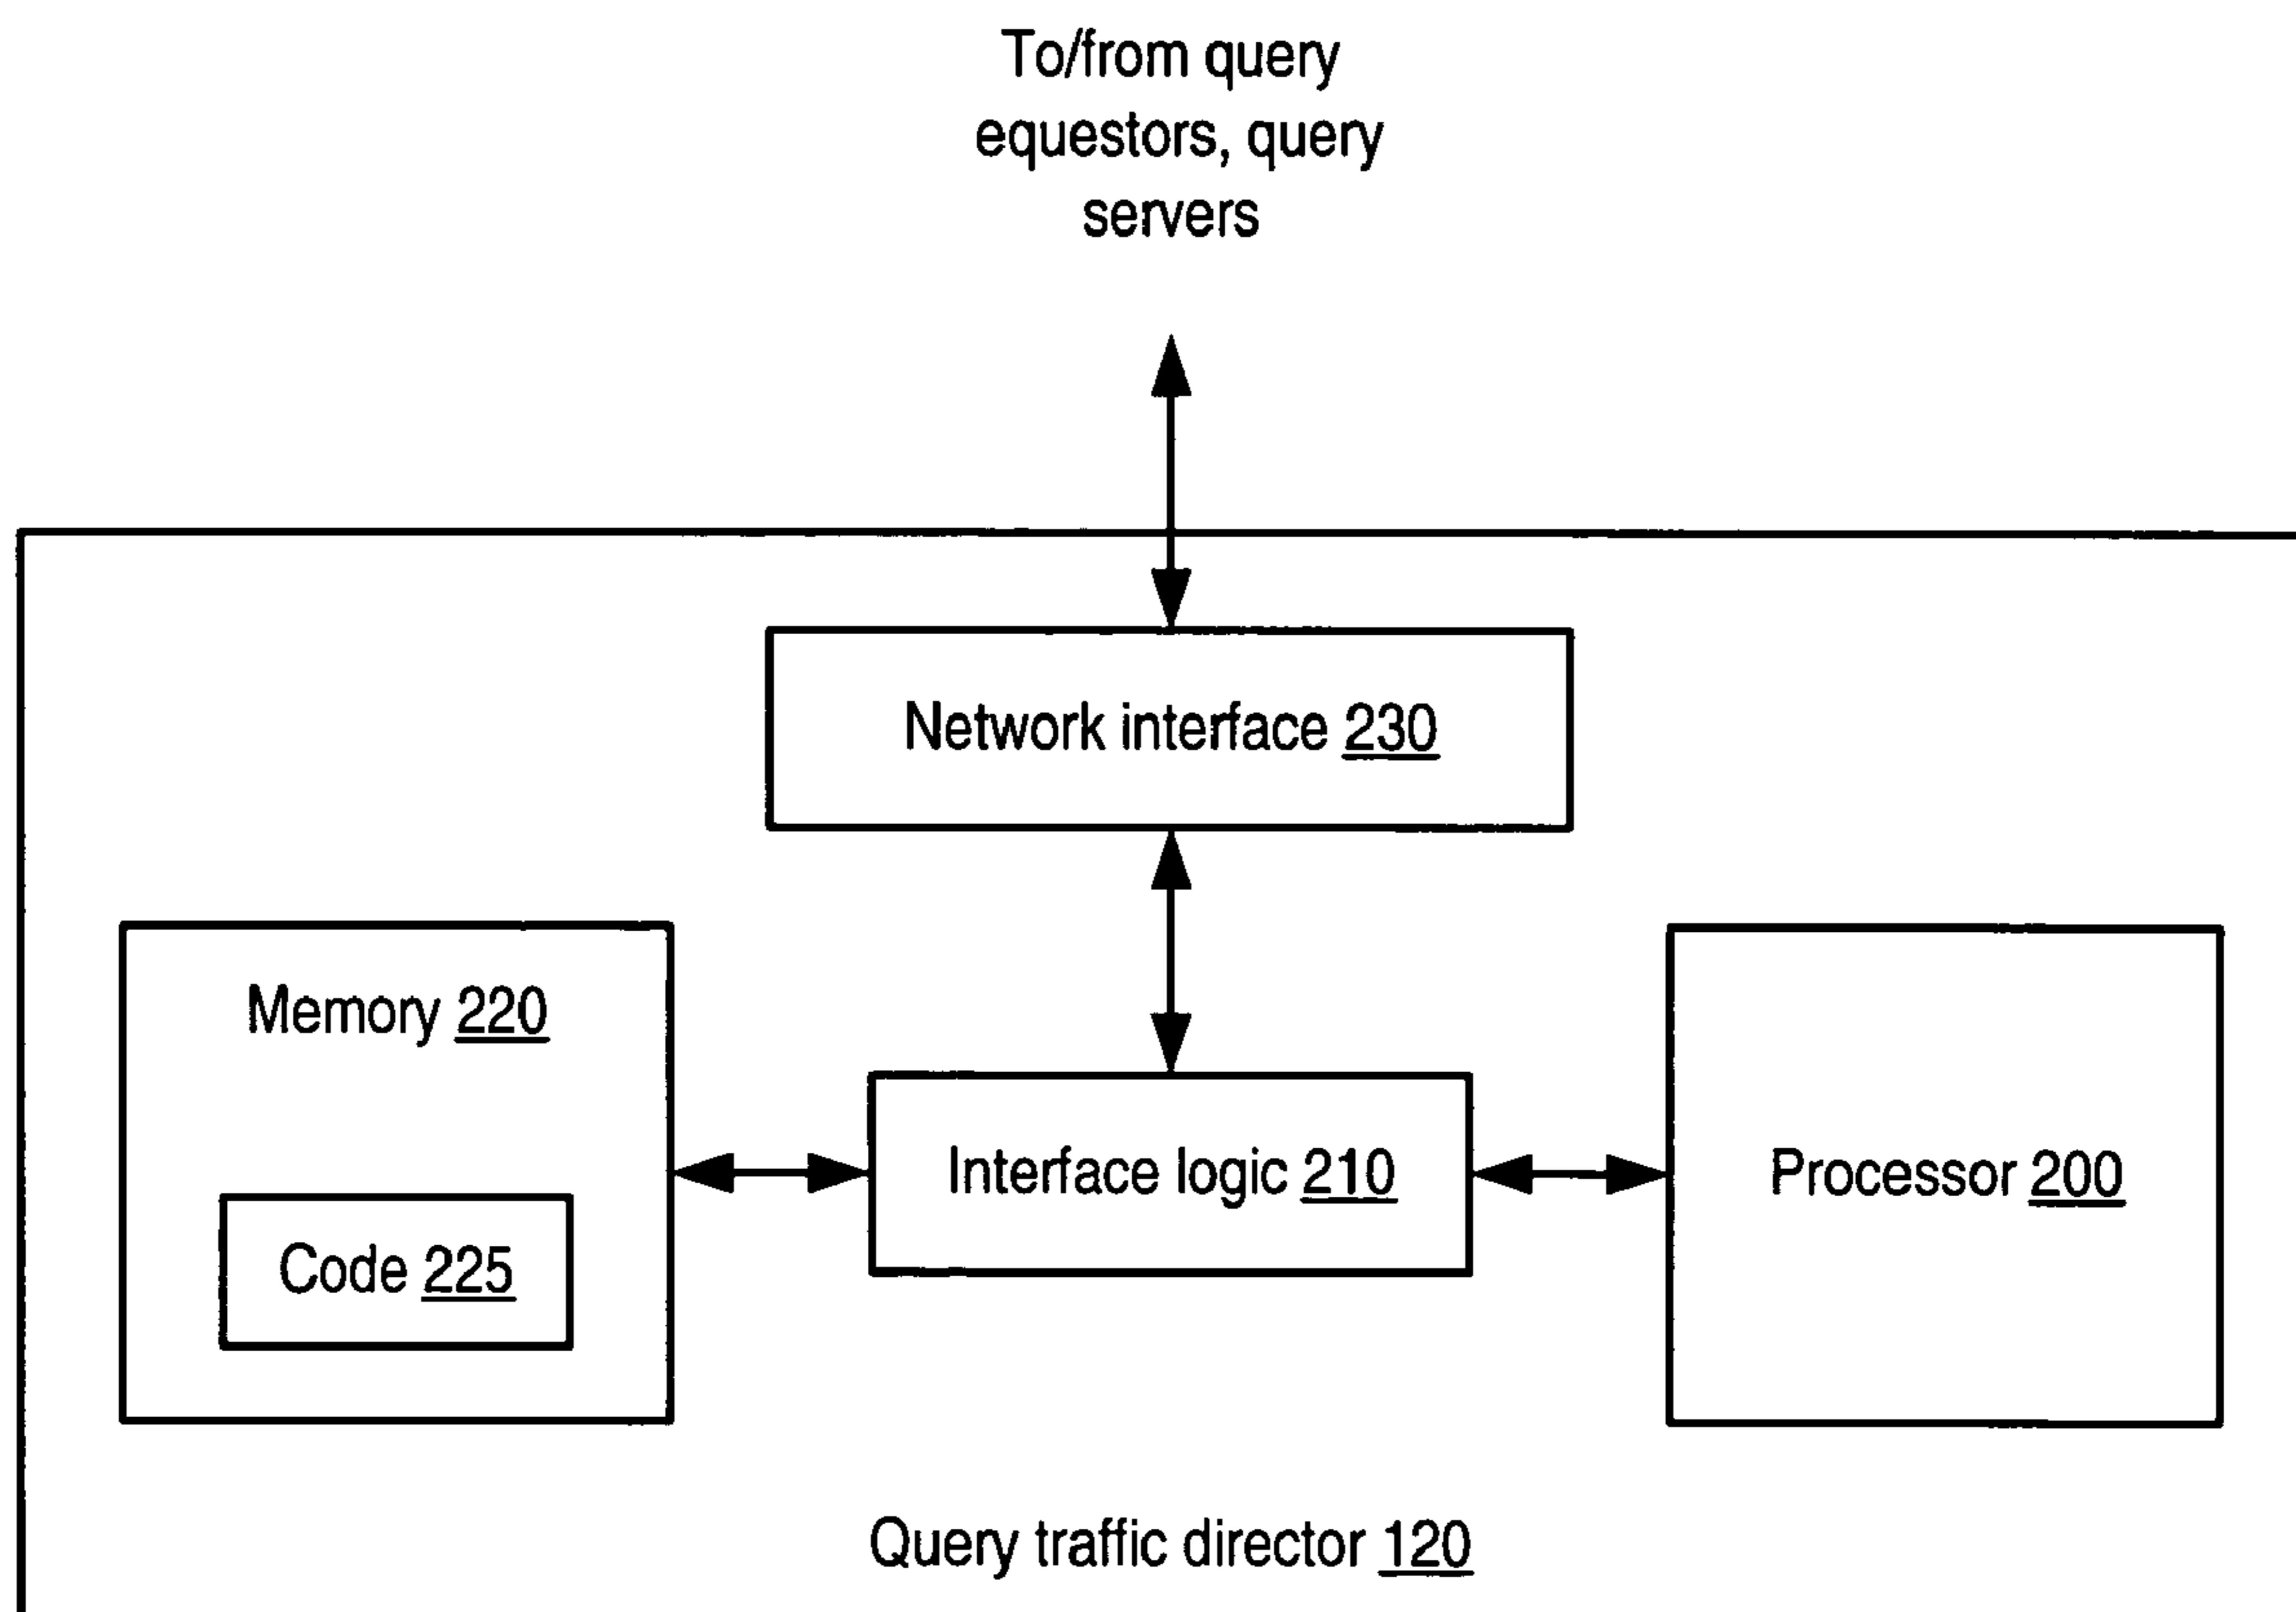 To/from query
equestors, query
servers
Network interface 230
Memory 220
Interface logic 210
Processor 200
Code 225
Query traffic director 120